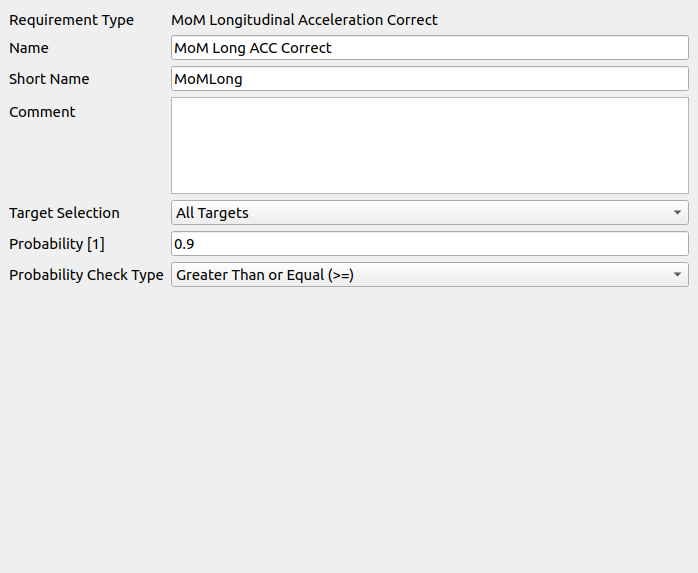 Requirement Type MoM Longitudinal Acceleration Correct
Name MoM Long ACC Correct
Short Name MoMLong
Comment
Target Selection All Targets
Probability [1] 0.9
Probability Check Type Greater Than or Equal (>=)